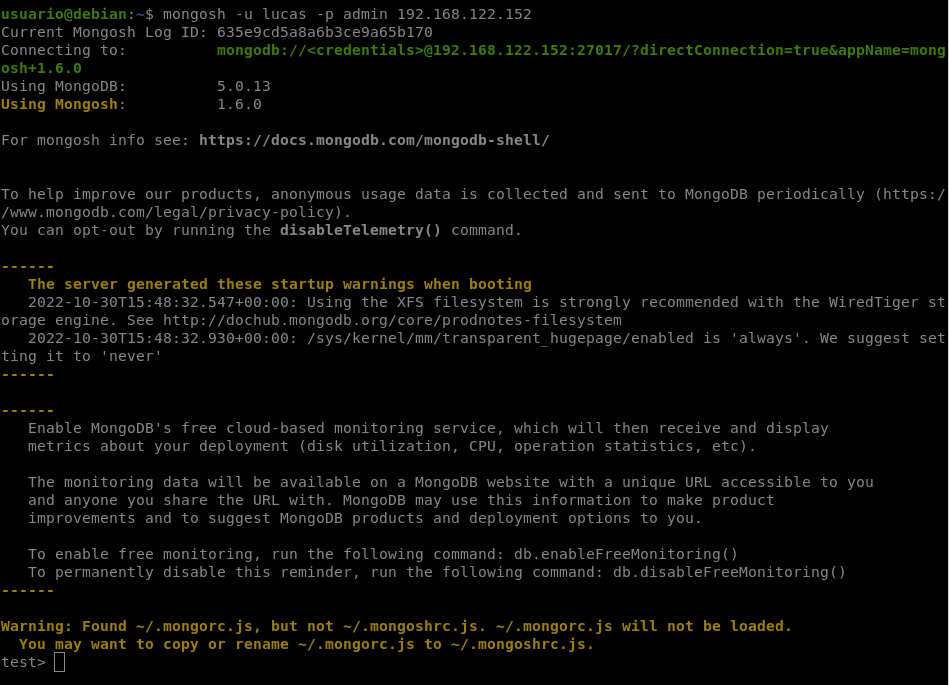 usuario@debian:~$ mongosh -u lucas -p admin 192.168.122.152
Current Mongosh Log ID: 635e9cd5a8a6b3ce9a65b170
Connecting to:          mongodb://<credentials>@192.168.122.152:27017/?directConnection=true&appName=mong
osh+1.6.0
Using MongoDB:          5.0.13
Using Mongosh:          1.6.0
For mongosh info see: https://docs.mongodb.com/mongodb-shell/
To help improve our products, anonymous usage data is collected and sent to MongoDB periodically (https:/
/www.mongodb.com/legal/privacy-policy).
You can opt-out by running the disableTelemetry() command.
------
   The server generated these startup warnings when booting
   2022-10-30T15:48:32.547+00:00: Using the XFS filesystem is strongly recommended with the WiredTiger st
orage engine. See http://dochub.mongodb.org/core/prodnotes-filesystem
   2022-10-30T15:48:32.930+00:00: /sys/kernel/mm/transparent_hugepage/enabled is 'always'. We suggest set
ting it to 'never'
------
------
   Enable MongoDB's free cloud-based monitoring service, which will then receive and display
   metrics about your deployment (disk utilization, CPU, operation statistics, etc).
   The monitoring data will be available on a MongoDB website with a unique URL accessible to you
   and anyone you share the URL with. MongoDB may use this information to make product
   improvements and to suggest MongoDB products and deployment options to you.
   To enable free monitoring, run the following command: db.enableFreeMonitoring()
   To permanently disable this reminder, run the following command: db.disableFreeMonitoring()
------
Warning: Found ~/.mongorc.js, but not ~/.mongoshrc.js. ~/.mongorc.js will not be loaded.
  You may want to copy or rename ~/.mongorc.js to ~/.mongoshrc.js.
test>